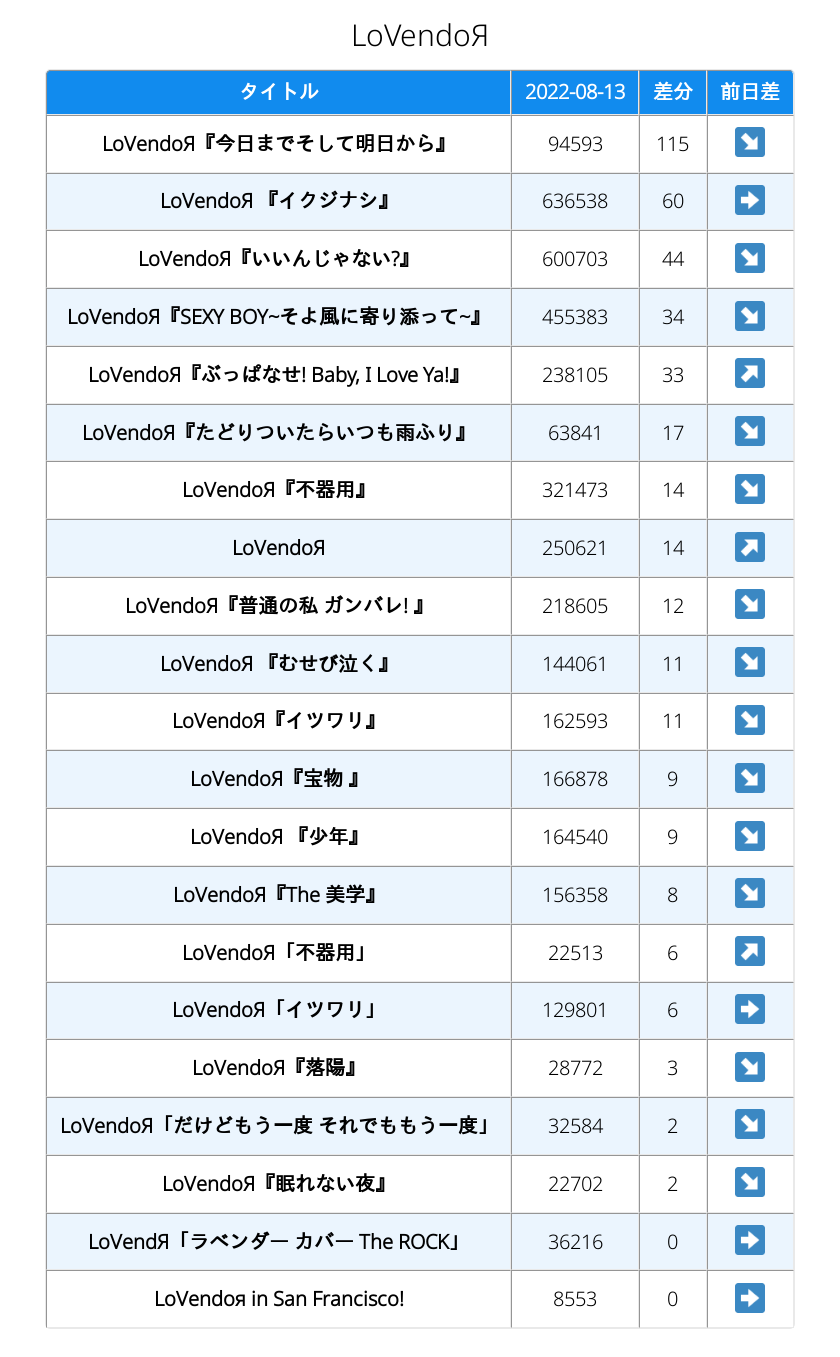 LoVendoЯ
タイトル 2022-08-13 差分 前日差
LoVendoЯ『今日までそして明日から』 94593 115 ↘
LoVendoЯ 『イクジナシ』 636538 60 ➡
LoVendoЯ『いいんじゃない?』 600703 44 ↘
LoVendoЯ『SEXY BOY~そよ風に寄り添って~』 455383 34 ↘
LoVendoЯ『ぶっぱなせ! Baby, I Love Ya!』 238105 33 ↗
LoVendoЯ『たどりついたらいつも雨ふり』 63841 17 ↘
LoVendoЯ『不器用』 321473 14 ↘
LoVendoЯ 250621 14 ↗
LoVendoЯ『普通の私 ガンバレ! 』 218605 12 ↘
LoVendoЯ 『むせび泣く』 144061 11 ↘
LoVendoЯ『イツワリ』 162593 11 ↘
LoVendoЯ『宝物 』 166878 9 ↘
LoVendoЯ 『少年』 164540 9 ↘
LoVendoЯ『The 美学』 156358 8 ↘
LoVendoЯ「不器用」 22513 6 ↗
LoVendoЯ「イツワリ」 129801 6 ➡
LoVendoЯ『落陽』 28772 3 ↘
LoVendoЯ「だけどもう一度 それでももう一度」 32584 2 ↘
LoVendoЯ『眠れない夜』 22702 2 ↘
LoVendЯ「ラベンダー カバー The ROCK」 36216 0 ➡
LoVendoя in San Francisco! 8553 0 ➡